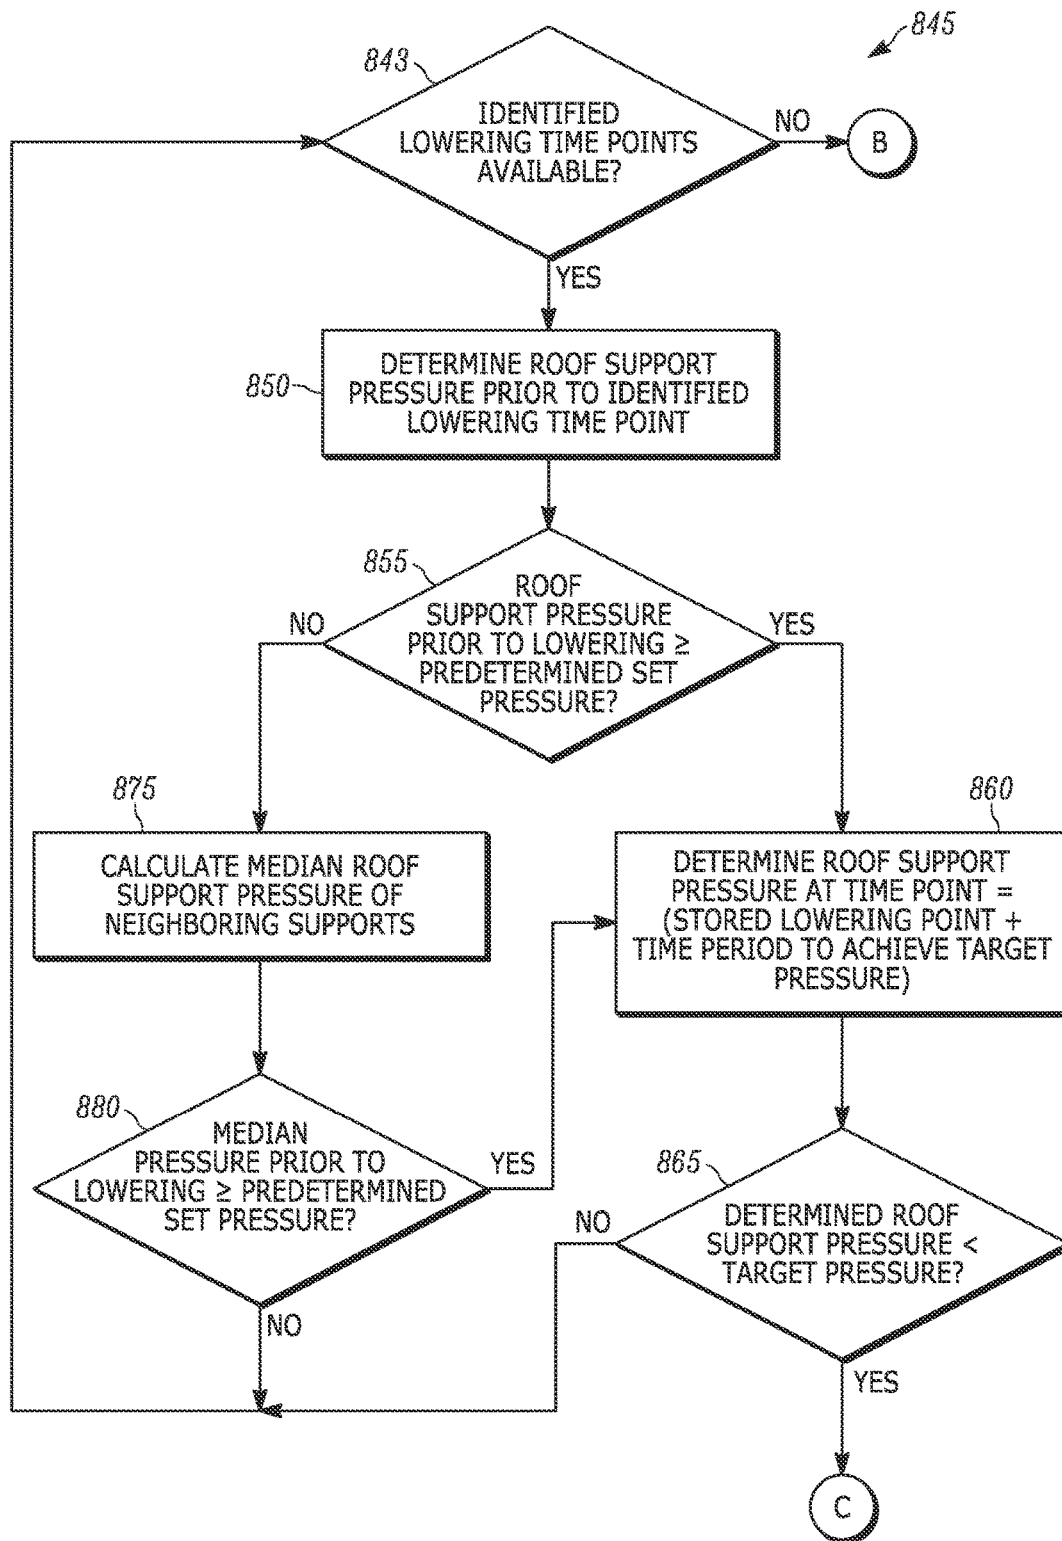 845
843
IDENTIFIED
LOWERING TIME POINTS
AVAILABLE?
NO
B
YES
850
DETERMINE ROOF SUPPORT
PRESSURE PRIOR TO IDENTIFIED
LOWERING TIME POINT
855
ROOF
SUPPORT PRESSURE
PRIOR TO LOWERING ≥
PREDETERMINED SET
PRESSURE?
NO
YES
875
CALCULATE MEDIAN ROOF
SUPPORT PRESSURE OF
NEIGHBORING SUPPORTS
860
DETERMINE ROOF SUPPORT
PRESSURE AT TIME POINT =
(STORED LOWERING POINT +
TIME PERIOD TO ACHIEVE TARGET
PRESSURE)
880
MEDIAN
PRESSURE PRIOR TO
LOWERING ≥ PREDETERMINED
SET PRESSURE?
YES
NO
865
DETERMINED ROOF
SUPPORT PRESSURE <
TARGET PRESSURE?
NO
YES
C